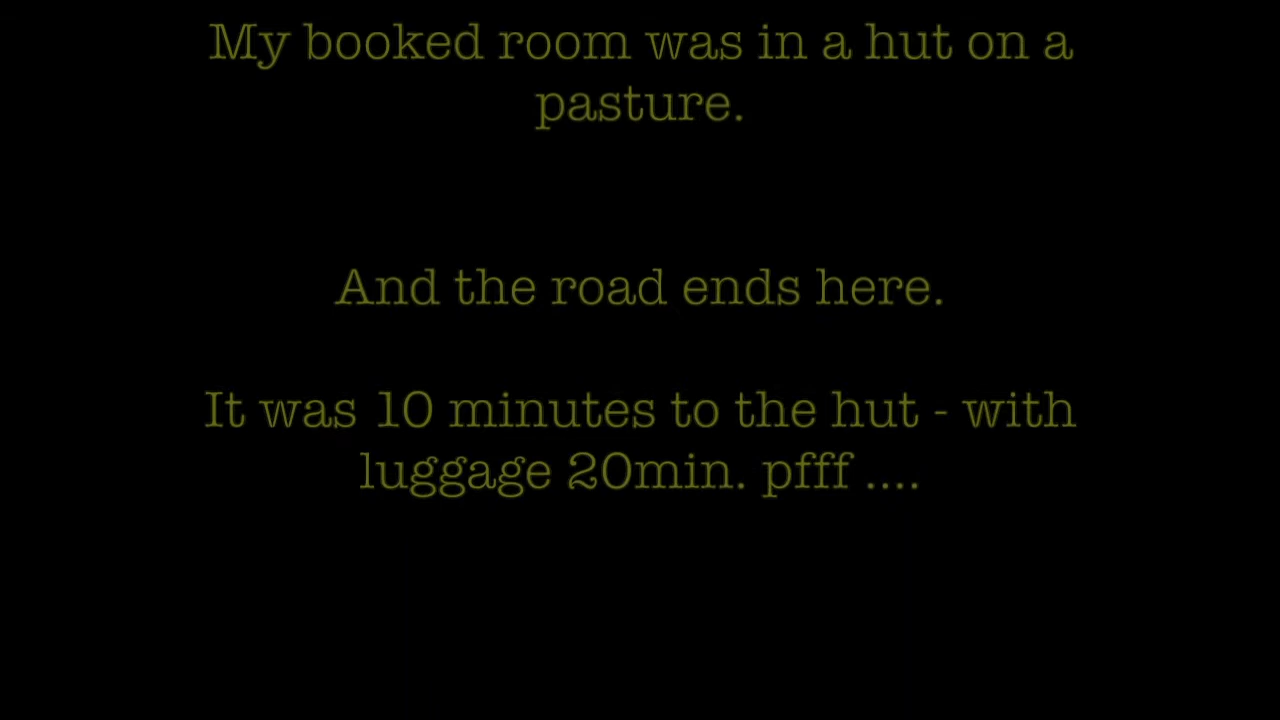 My booked room was in a hut on a
pasture.
And the road ends here.
It was 10 minutes to the hut - with
luggage 20min. pfff ....